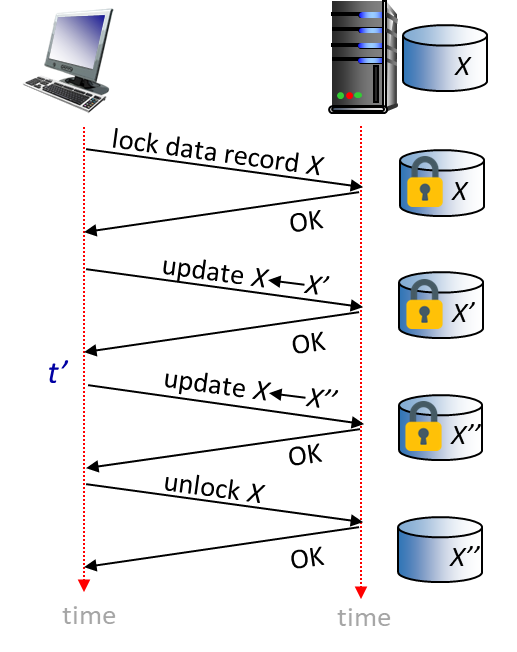 X
lock data record X
X
OK
update X←X’
X’
OK
t’
update X←X’’
X’’
OK
unlock X
OK
X’’
time
time